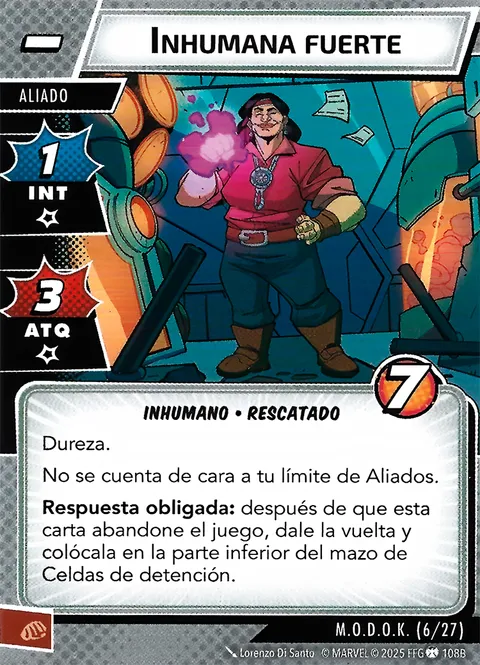 INHUMANA FUERTE
ALIADO
1
INT
3
ATQ
7
INHUMANO • RESCATADO
Dureza.
No se cuenta de cara a tu límite de Aliados.
Respuesta obligada: después de que esta
carta abandone el juego, dale la vuelta y
colócala en la parte inferior del mazo de
Celdas de detención.
M.O.D.O.K. (6/27)
Lorenzo Di Santo © MARVEL © 2025 FFG 108B